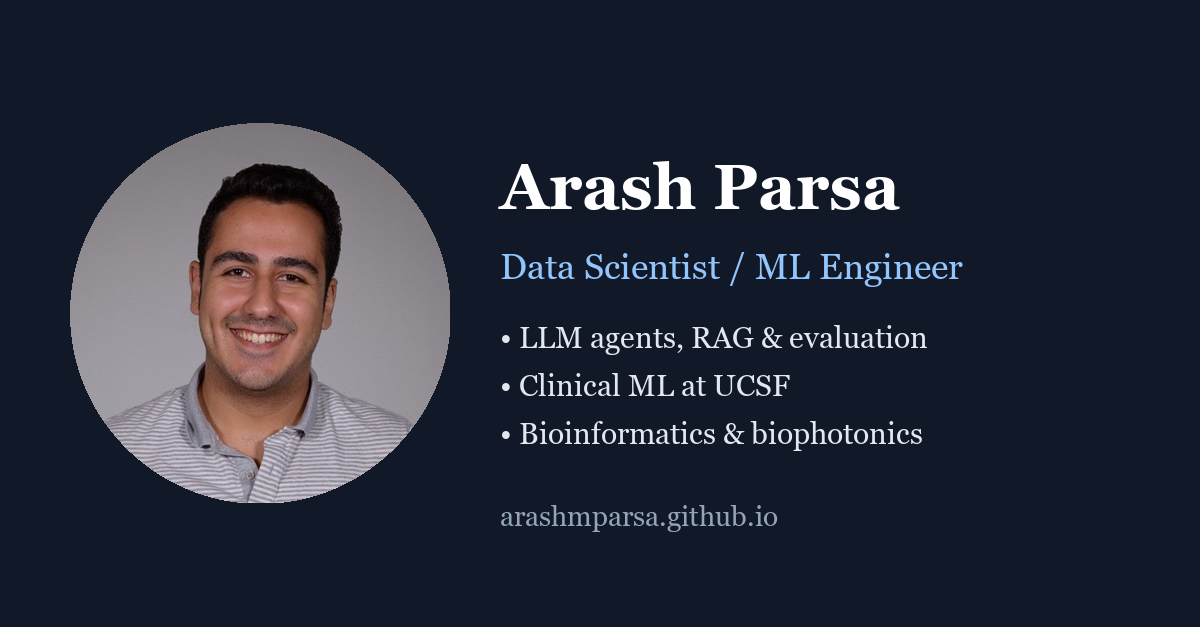 Arash Parsa
Data Scientist / ML Engineer
• LLM agents, RAG & evaluation
• Clinical ML at UCSF
• Bioinformatics & biophotonics
arashmparsa.github.io